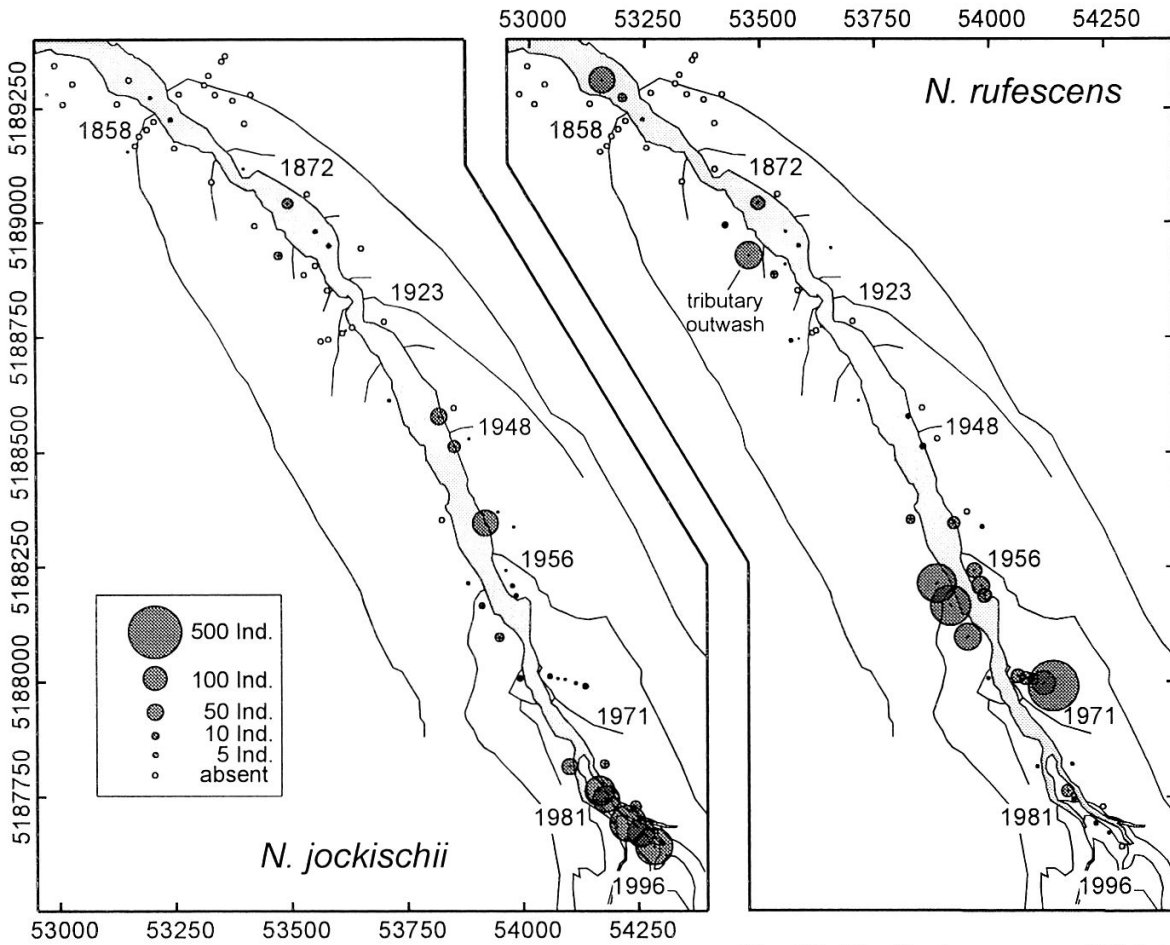 53000 53250 53500 53750 54000 54250
N. rufescens
5189250
5189000
5188750
5188500
5188250
5188000
5187750
1858
1872
1923
1948
1956
1971
1981
1996
500 Ind.
100 Ind.
50 Ind.
10 Ind.
5 Ind.
absent
N. jockischii
1858
1872
tributary
outwash
1923
1948
1956
1971
1981
1996
53000 53250 53500 53750 54000 54250